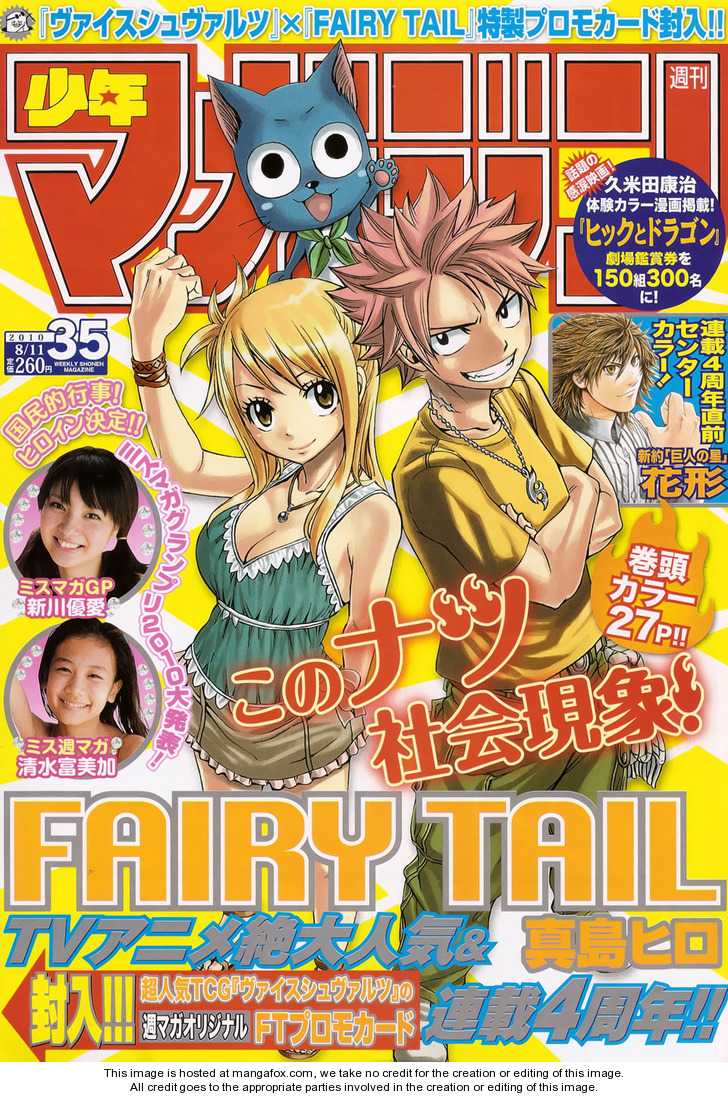 『ヴァイスシュヴァルツ』×『FAIRY TAIL』特製プロモカード封入!!
週刊
少年
マガジン
話題の
感涙映画!
久米田康治
体験カラー漫画掲載!
『ヒックとドラゴン』
劇場鑑賞券を
150組300名
に!
2010
8/11
定価260円
35
WEEKLY SHONEN
MAGAZINE
連載4周年直前
センター
カラー!
新約「巨人の星」
花形
国民的行事!
ヒロイン決定!!
ミスマガグランプリ2010大発表!
ミスマガGP
新川優愛
ミス週マガ
清水富美加
巻頭
カラー
27P!!
このナツ
社会現象!
FAIRY TAIL
TVアニメ絶大人気&
真島ヒロ
連載4周年!!
封入!!!
超人気TCG『ヴァイスシュヴァルツ』の
週マガオリジナル
FTプロモカード
This image is hosted at mangafox.com, we take no credit for the creation or editing of this image.
All credit goes to the appropriate parties involved in the creation or editing of this image.